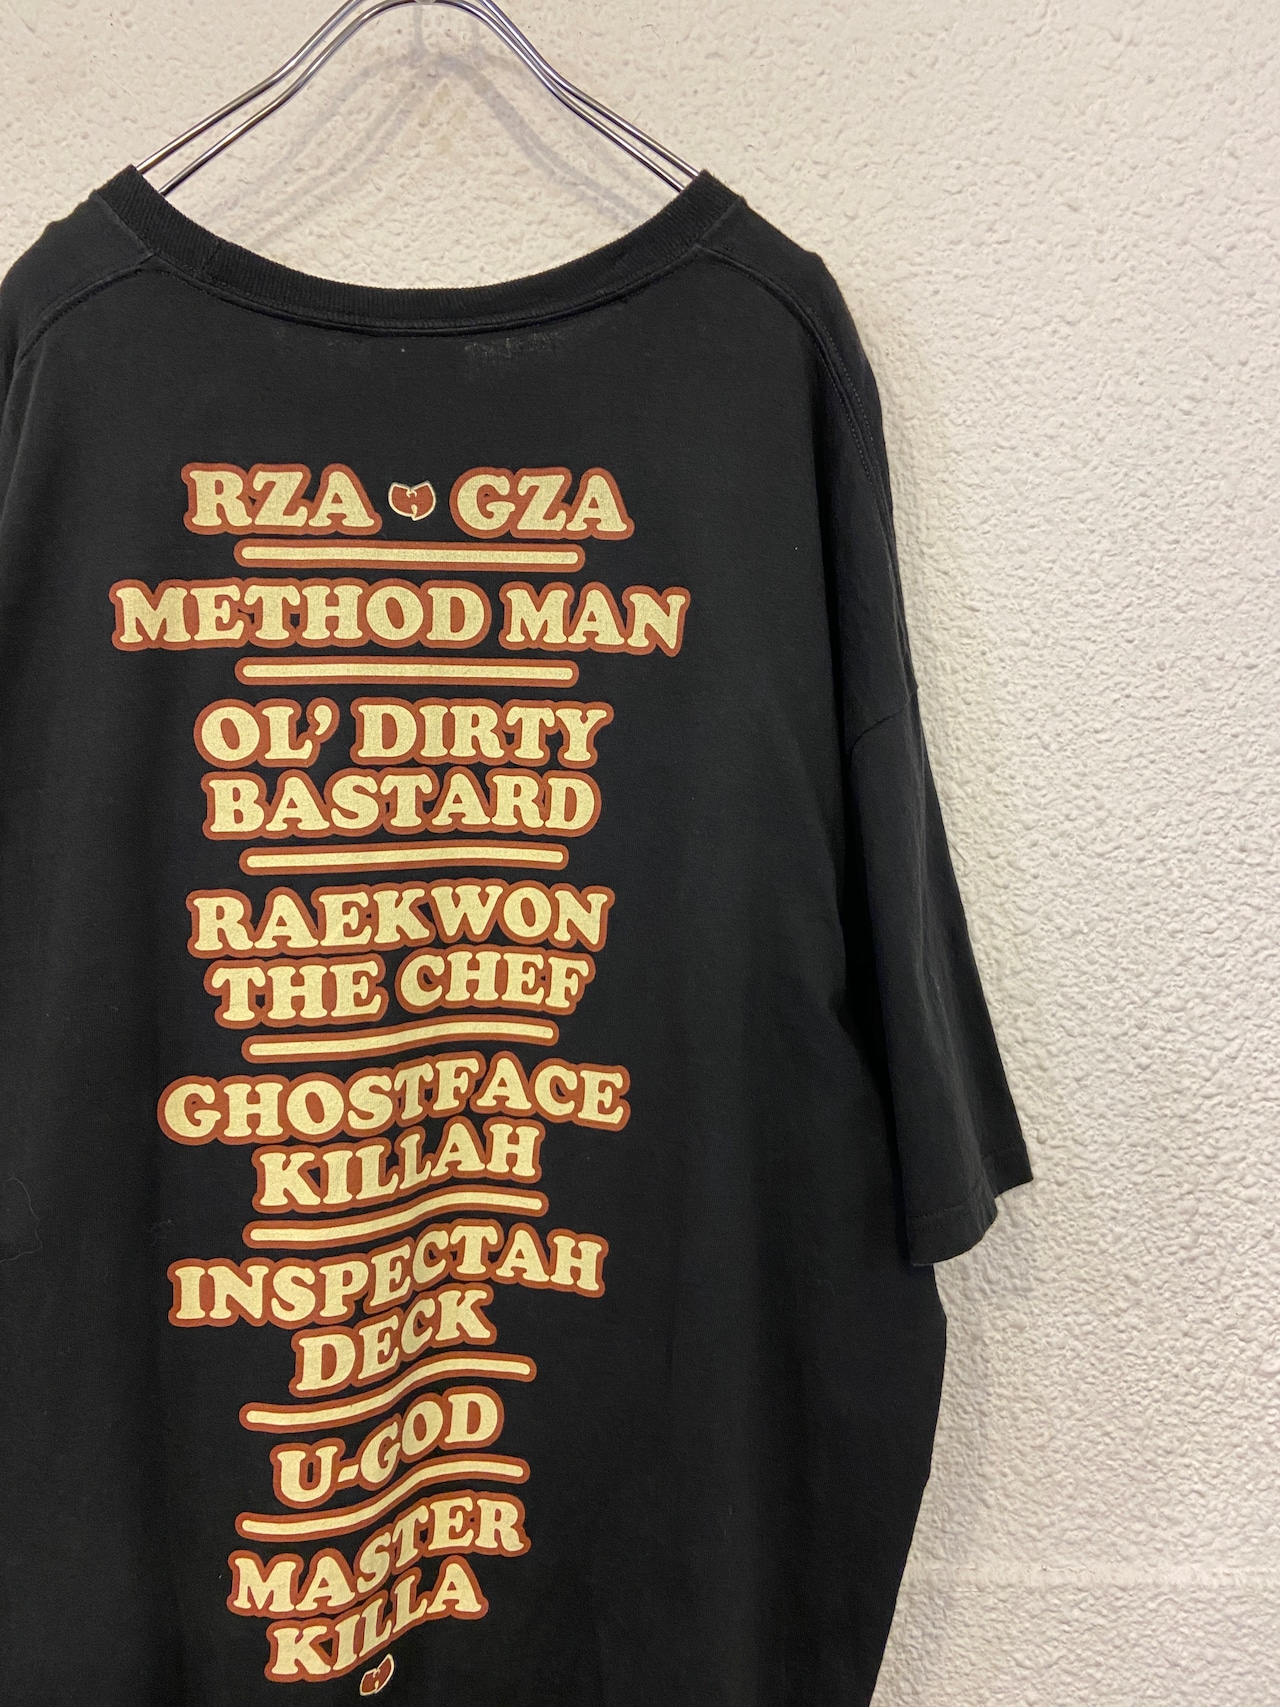 RZA GZA
METHOD MAN
OL' DIRTY
BASTARD
RAEKWON
THE CHEF
GHOSTFACE
KILLAH
INSPECTAH
DECK
U-GOD
MASTER
KILLA